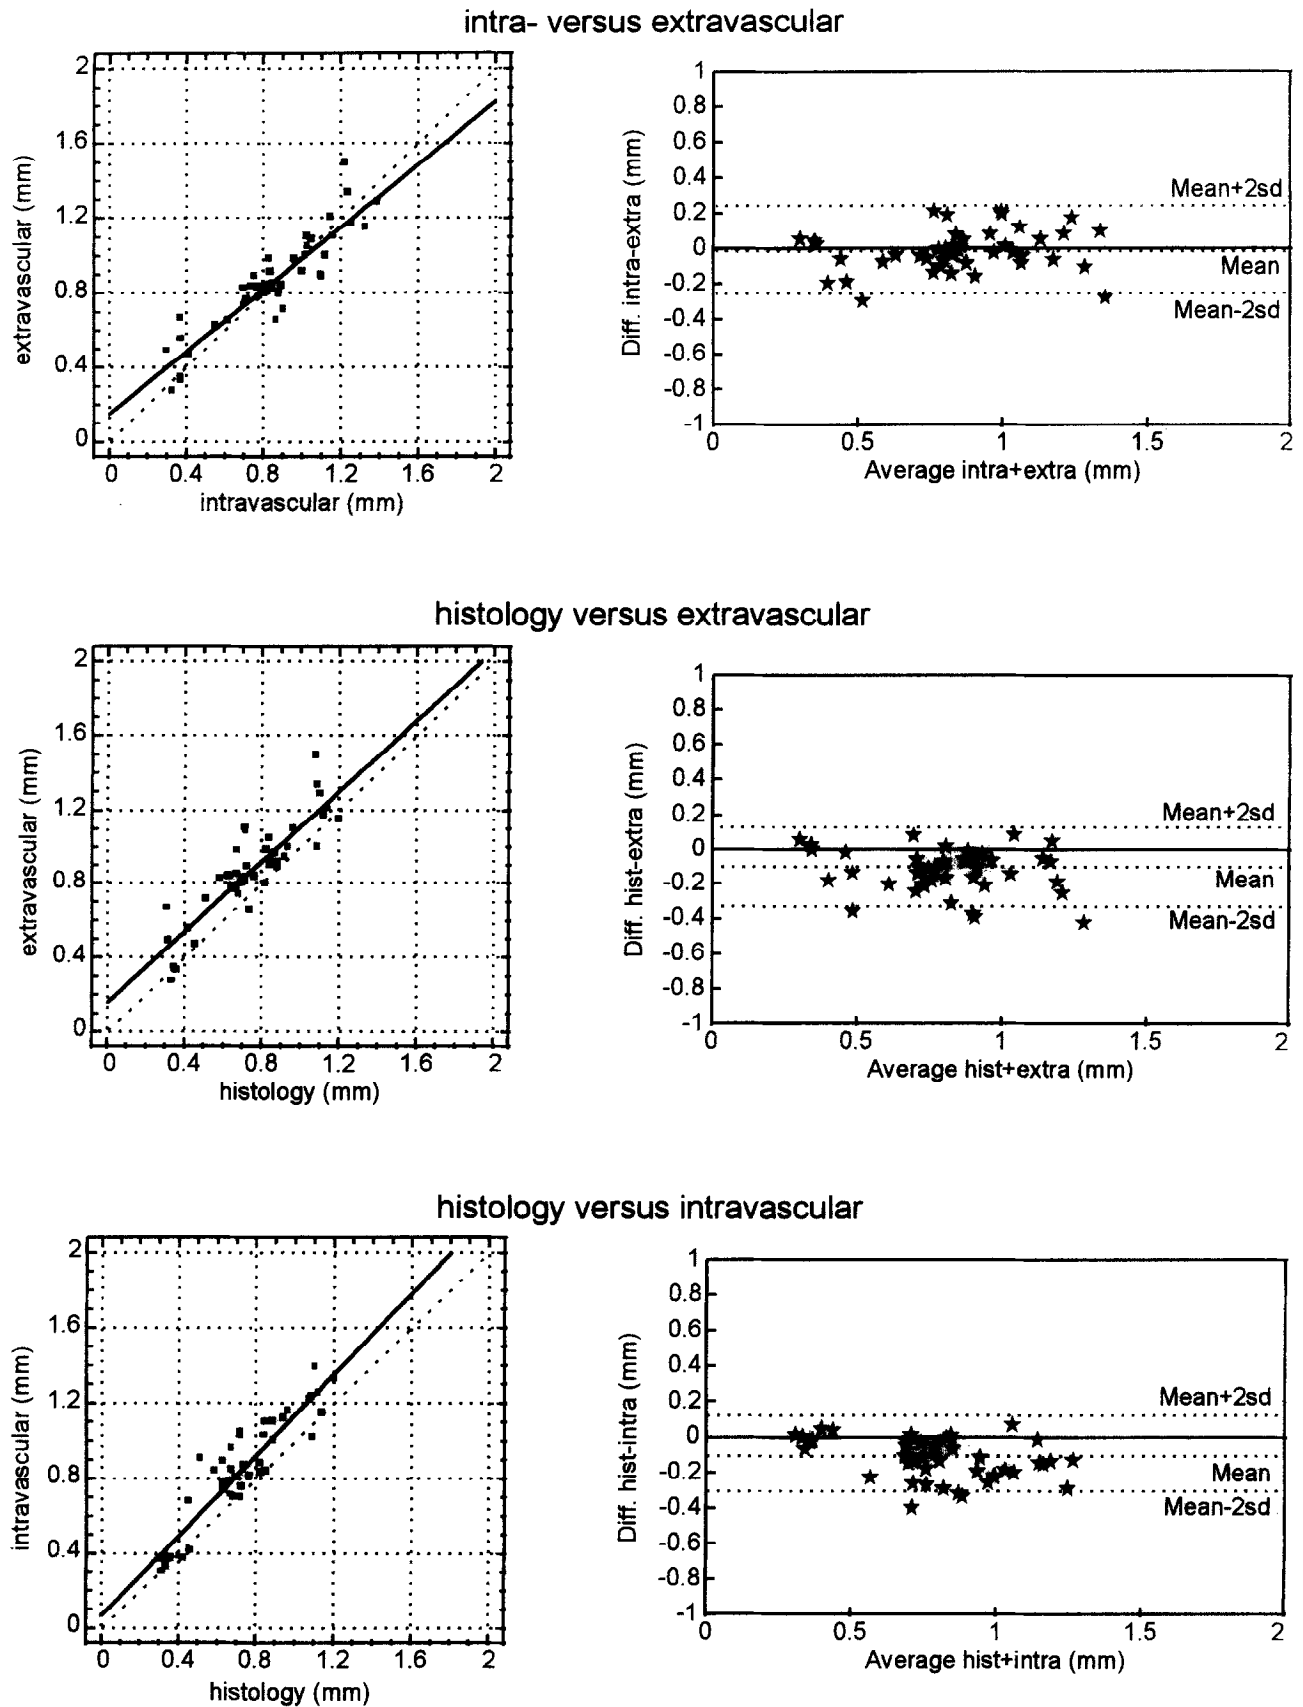 intra- versus extravascular
2
1.6
1.2
0.8
0.4
0
extravascular (mm)
0 0.4 0.8 1.2 1.6 2
intravascular (mm)
1
0.8
0.6
0.4
0.2
0
-0.2
-0.4
-0.6
-0.8
-1
Diff. intra-extra (mm)
Mean+2sd
Mean
Mean-2sd
0 0.5 1 1.5 2
Average intra+extra (mm)
histology versus extravascular
2
1.6
1.2
0.8
0.4
0
extravascular (mm)
0 0.4 0.8 1.2 1.6 2
histology (mm)
1
0.8
0.6
0.4
0.2
0
-0.2
-0.4
-0.6
-0.8
-1
Diff. hist-extra (mm)
Mean+2sd
Mean
Mean-2sd
0 0.5 1 1.5 2
Average hist+extra (mm)
histology versus intravascular
2
1.6
1.2
0.8
0.4
0
intravascular (mm)
0 0.4 0.8 1.2 1.6 2
histology (mm)
1
0.8
0.6
0.4
0.2
0
-0.2
-0.4
-0.6
-0.8
-1
Diff. hist-intra (mm)
Mean+2sd
Mean
Mean-2sd
0 0.5 1 1.5 2
Average hist+intra (mm)